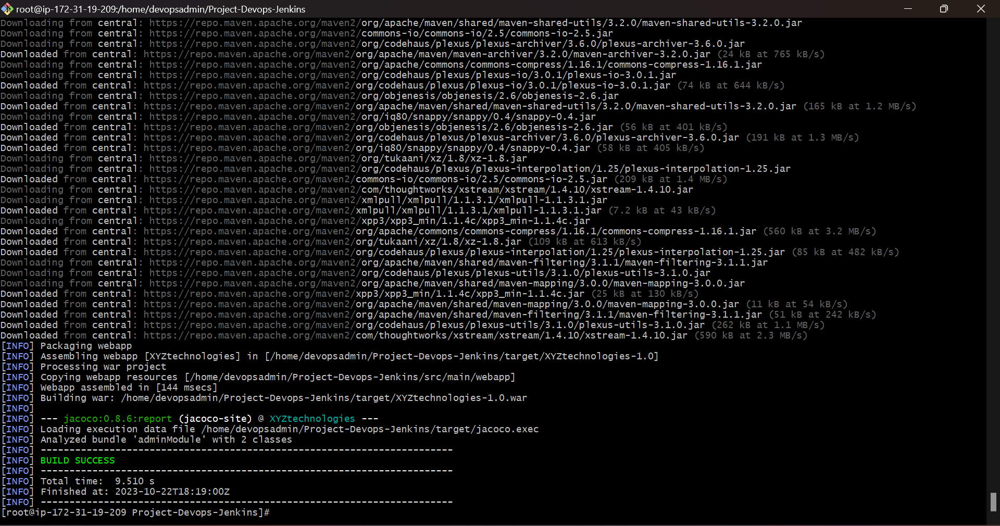 root@ip-172-31-19-209:/home/devopsadmin/Project-Devops-Jenkins
Downloading from central: https://repo.maven.apache.org/maven2/org/apache/maven/shared/maven-shared-utils/3.2.0/maven-shared-utils-3.2.0.jar
Downloading from central: https://repo.maven.apache.org/maven2/commons-io/commons-io/2.5/commons-io-2.5.jar
Downloading from central: https://repo.maven.apache.org/maven2/org/codehaus/plexus/plexus-archiver/3.6.0/plexus-archiver-3.6.0.jar
Downloaded from central: https://repo.maven.apache.org/maven2/org/apache/maven/maven-archiver/3.2.0/maven-archiver-3.2.0.jar (24 kB at 765 kB/s)
Downloading from central: https://repo.maven.apache.org/maven2/org/apache/commons/commons-compress/1.16.1/commons-compress-1.16.1.jar
Downloading from central: https://repo.maven.apache.org/maven2/org/codehaus/plexus/plexus-io/3.0.1/plexus-io-3.0.1.jar
Downloaded from central: https://repo.maven.apache.org/maven2/org/codehaus/plexus/plexus-io/3.0.1/plexus-io-3.0.1.jar (74 kB at 644 kB/s)
Downloading from central: https://repo.maven.apache.org/maven2/org/objenesis/objenesis/2.6/objenesis-2.6.jar
Downloaded from central: https://repo.maven.apache.org/maven2/org/apache/maven/shared/maven-shared-utils/3.2.0/maven-shared-utils-3.2.0.jar (165 kB at 1.2 MB/s)
Downloading from central: https://repo.maven.apache.org/maven2/org/iq80/snappy/snappy/0.4/snappy-0.4.jar
Downloaded from central: https://repo.maven.apache.org/maven2/org/objenesis/objenesis/2.6/objenesis-2.6.jar (56 kB at 401 kB/s)
Downloaded from central: https://repo.maven.apache.org/maven2/org/codehaus/plexus/plexus-archiver/3.6.0/plexus-archiver-3.6.0.jar (191 kB at 1.3 MB/s)
Downloaded from central: https://repo.maven.apache.org/maven2/org/iq80/snappy/snappy/0.4/snappy-0.4.jar (58 kB at 405 kB/s)
Downloading from central: https://repo.maven.apache.org/maven2/org/tukaani/xz/1.8/xz-1.8.jar
Downloading from central: https://repo.maven.apache.org/maven2/org/codehaus/plexus/plexus-interpolation/1.25/plexus-interpolation-1.25.jar
Downloaded from central: https://repo.maven.apache.org/maven2/commons-io/commons-io/2.5/commons-io-2.5.jar (209 kB at 1.4 MB/s)
Downloading from central: https://repo.maven.apache.org/maven2/com/thoughtworks/xstream/xstream/1.4.10/xstream-1.4.10.jar
Downloading from central: https://repo.maven.apache.org/maven2/xmlpull/xmlpull/1.1.3.1/xmlpull-1.1.3.1.jar
Downloaded from central: https://repo.maven.apache.org/maven2/xmlpull/xmlpull/1.1.3.1/xmlpull-1.1.3.1.jar (7.2 kB at 43 kB/s)
Downloading from central: https://repo.maven.apache.org/maven2/xpp3/xpp3_min/1.1.4c/xpp3_min-1.1.4c.jar
Downloaded from central: https://repo.maven.apache.org/maven2/org/apache/commons/commons-compress/1.16.1/commons-compress-1.16.1.jar (560 kB at 3.2 MB/s)
Downloaded from central: https://repo.maven.apache.org/maven2/org/tukaani/xz/1.8/xz-1.8.jar (109 kB at 613 kB/s)
Downloaded from central: https://repo.maven.apache.org/maven2/org/codehaus/plexus/plexus-interpolation/1.25/plexus-interpolation-1.25.jar (85 kB at 482 kB/s)
Downloading from central: https://repo.maven.apache.org/maven2/org/apache/maven/shared/maven-filtering/3.1.1/maven-filtering-3.1.1.jar
Downloading from central: https://repo.maven.apache.org/maven2/org/codehaus/plexus/plexus-utils/3.1.0/plexus-utils-3.1.0.jar
Downloading from central: https://repo.maven.apache.org/maven2/org/apache/maven/shared/maven-mapping/3.0.0/maven-mapping-3.0.0.jar
Downloaded from central: https://repo.maven.apache.org/maven2/xpp3/xpp3_min/1.1.4c/xpp3_min-1.1.4c.jar (25 kB at 130 kB/s)
Downloaded from central: https://repo.maven.apache.org/maven2/org/apache/maven/shared/maven-mapping/3.0.0/maven-mapping-3.0.0.jar (11 kB at 54 kB/s)
Downloaded from central: https://repo.maven.apache.org/maven2/org/apache/maven/shared/maven-filtering/3.1.1/maven-filtering-3.1.1.jar (51 kB at 242 kB/s)
Downloaded from central: https://repo.maven.apache.org/maven2/org/codehaus/plexus/plexus-utils/3.1.0/plexus-utils-3.1.0.jar (262 kB at 1.1 MB/s)
Downloaded from central: https://repo.maven.apache.org/maven2/com/thoughtworks/xstream/xstream/1.4.10/xstream-1.4.10.jar (590 kB at 2.3 MB/s)
[INFO] Packaging webapp
[INFO] Assembling webapp [XYZtechnologies] in [/home/devopsadmin/Project-Devops-Jenkins/target/XYZtechnologies-1.0]
[INFO] Processing war project
[INFO] Copying webapp resources [/home/devopsadmin/Project-Devops-Jenkins/src/main/webapp]
[INFO] Webapp assembled in [144 msecs]
[INFO] Building war: /home/devopsadmin/Project-Devops-Jenkins/target/XYZtechnologies-1.0.war
[INFO]
[INFO] --- jacoco:0.8.6:report (jacoco-site) @ XYZtechnologies ---
[INFO] Loading execution data file /home/devopsadmin/Project-Devops-Jenkins/target/jacoco.exec
[INFO] Analyzed bundle 'adminModule' with 2 classes
[INFO] ------------------------------------------------------------------------
[INFO] BUILD SUCCESS
[INFO] ------------------------------------------------------------------------
[INFO] Total time:  9.510 s
[INFO] Finished at: 2023-10-22T18:19:00Z
[INFO] ------------------------------------------------------------------------
[root@ip-172-31-19-209 Project-Devops-Jenkins]#